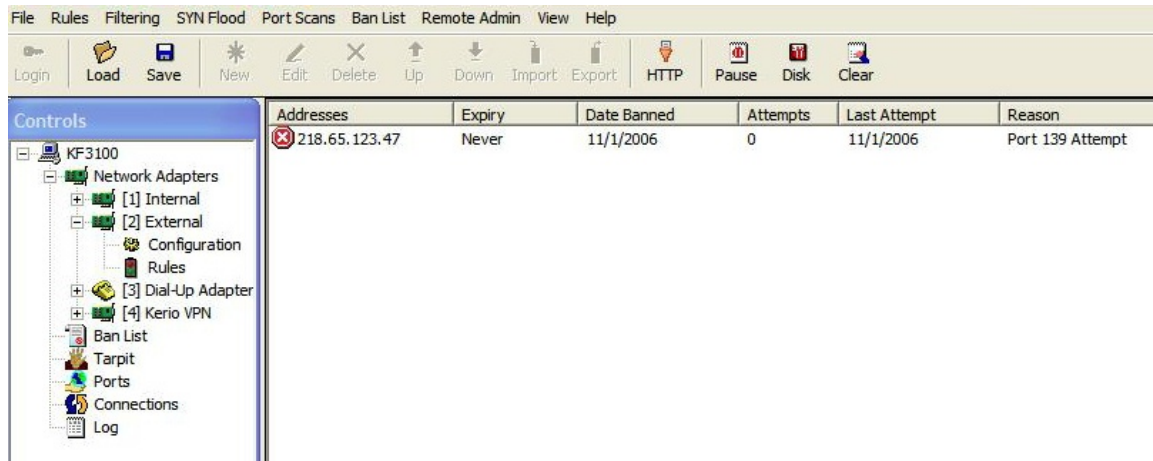 File Rules Filtering SYN Flood Port Scans Ban List Remote Admin View Help
Login Load Save New Edit Delete Up Down Import Export HTTP Pause Disk Clear
Controls
KF3100
Network Adapters
[1] Internal
[2] External
Configuration
Rules
[3] Dial-Up Adapter
[4] Kerio VPN
Ban List
Tarpit
Ports
Connections
Log
Addresses Expiry Date Banned Attempts Last Attempt Reason
218.65.123.47 Never 11/1/2006 0 11/1/2006 Port 139 Attempt